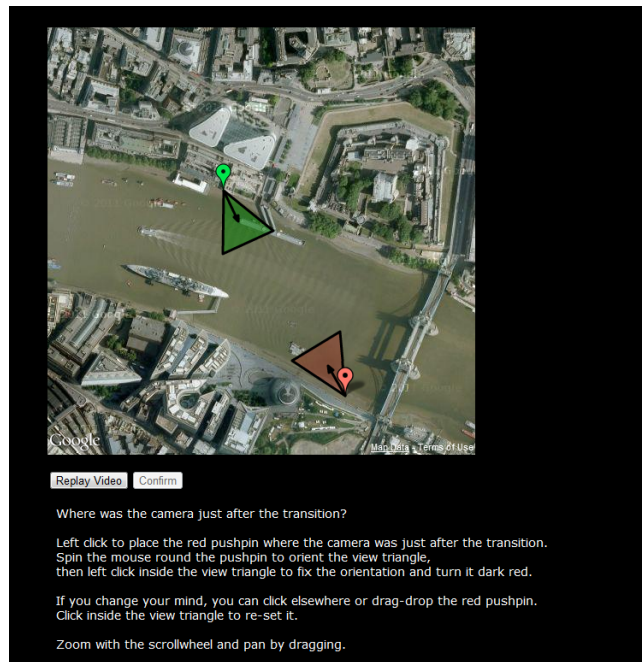 Google
Map Data - Terms of Use
Replay Video Confirm
Where was the camera just after the transition?
Left click to place the red pushpin where the camera was just after the transition.
Spin the mouse round the pushpin to orient the view triangle,
then left click inside the view triangle to fix the orientation and turn it dark red.
If you change your mind, you can click elsewhere or drag-drop the red pushpin.
Click inside the view triangle to re-set it.
Zoom with the scrollwheel and pan by dragging.